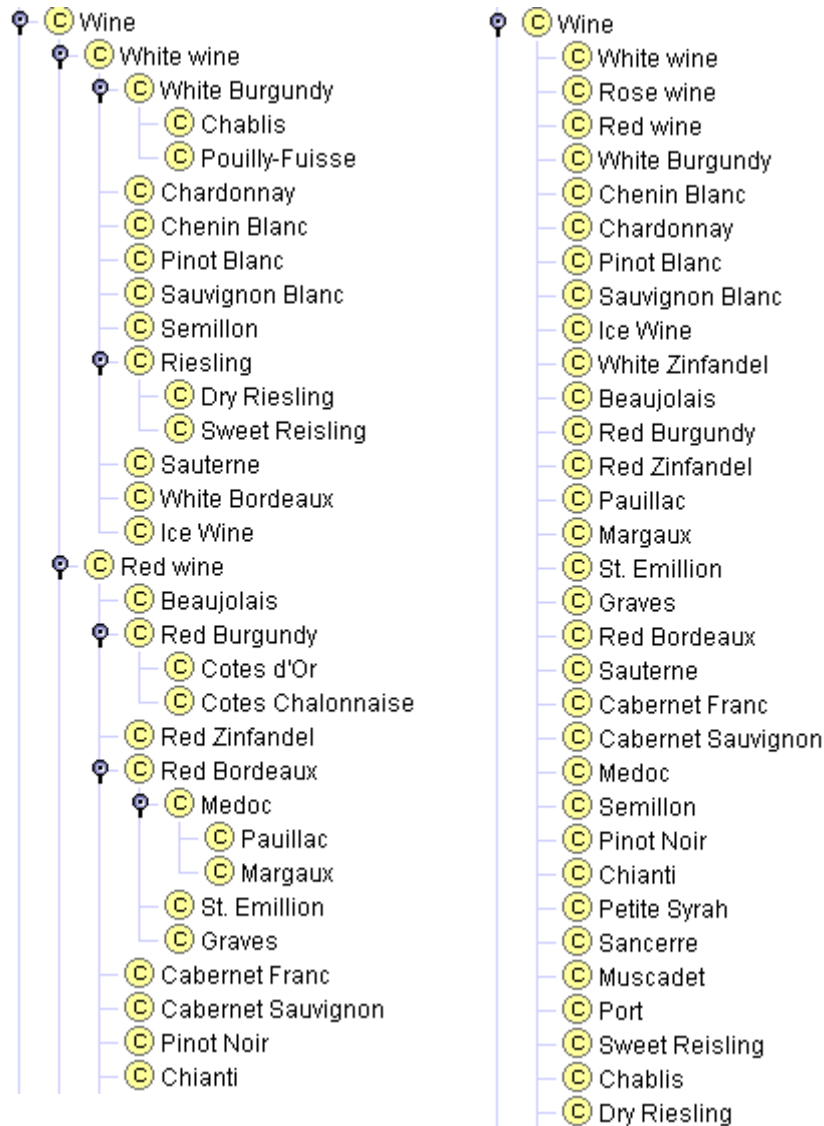 Wine
White wine
White Burgundy
Chablis
Pouilly-Fuisse
Chardonnay
Chenin Blanc
Pinot Blanc
Sauvignon Blanc
Semillon
Riesling
Dry Riesling
Sweet Reisling
Sauterne
White Bordeaux
Ice Wine
Red wine
Beaujolais
Red Burgundy
Cotes d'Or
Cotes Chalonnaise
Red Zinfandel
Red Bordeaux
Medoc
Pauillac
Margaux
St. Emillion
Graves
Cabernet Franc
Cabernet Sauvignon
Pinot Noir
Chianti
Wine
White wine
Rose wine
Red wine
White Burgundy
Chenin Blanc
Chardonnay
Pinot Blanc
Sauvignon Blanc
Ice Wine
White Zinfandel
Beaujolais
Red Burgundy
Red Zinfandel
Pauillac
Margaux
St. Emillion
Graves
Red Bordeaux
Sauterne
Cabernet Franc
Cabernet Sauvignon
Medoc
Semillon
Pinot Noir
Chianti
Petite Syrah
Sancerre
Muscadet
Port
Sweet Reisling
Chablis
Dry Riesling